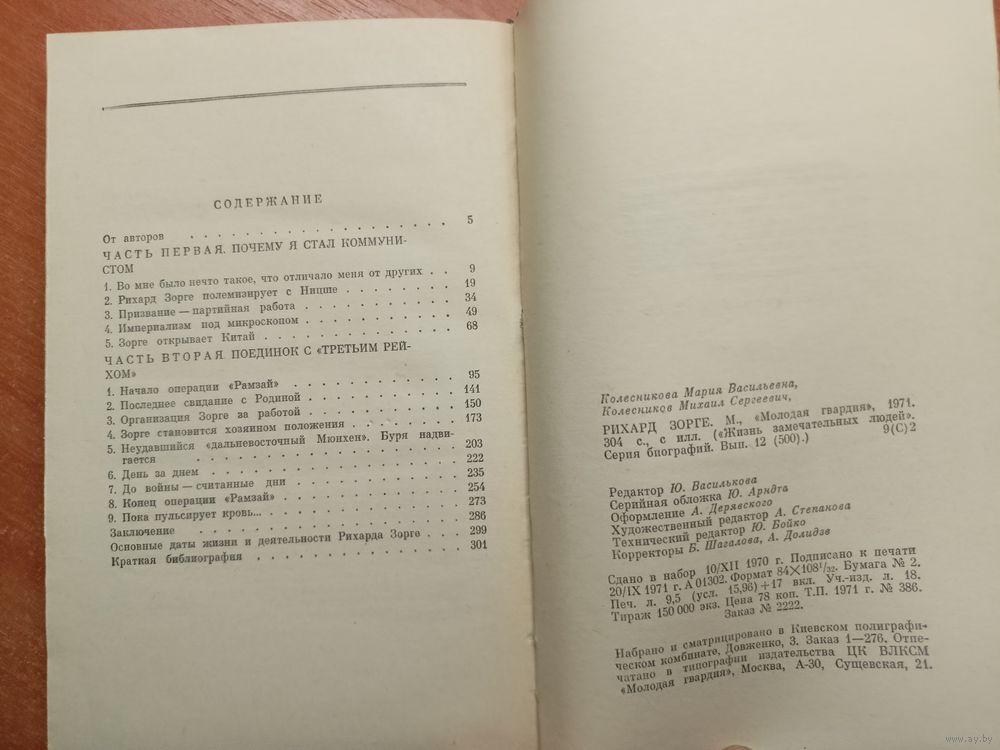 СОДЕРЖАНИЕ
От авторов . . . . . . . . . . . . . . . . . 5
ЧАСТЬ ПЕРВАЯ. ПОЧЕМУ Я СТАЛ КОММУНИ-
СТОМ
1. Во мне было нечто такое, что отличало меня от других . . 9
2. Рихард Зорге полемизирует с Ницше . . . . . . . 19
3. Призвание — партийная работа . . . . . . . . . 34
4. Империализм под микроскопом . . . . . . . . . 49
5. Зорге открывает Китай . . . . . . . . . . . . 68
ЧАСТЬ ВТОРАЯ. ПОЕДИНОК С «ТРЕТЬИМ РЕЙ-
ХОМ»
1. Начало операции «Рамзай» . . . . . . . . . . . 95
2. Последнее свидание с Родиной . . . . . . . . . 141
3. Организация Зорге за работой . . . . . . . . . 150
4. Зорге становится хозяином положения . . . . . . . 173
5. Неудавшийся «дальневосточный Мюнхен». Буря надви-
гается . . . . . . . . . . . . . . . . . 203
6. День за днем . . . . . . . . . . . . . . . 222
7. До войны — считанные дни . . . . . . . . . . . 235
8. Конец операции «Рамзай» . . . . . . . . . . . 254
9. Пока пульсирует кровь... . . . . . . . . . . . . 273
Заключение . . . . . . . . . . . . . . . . . 286
Основные даты жизни и деятельности Рихарда Зорге . . . 299
Краткая библиография . . . . . . . . . . . . . 301
Колесникова Мария Васильевна,
Колесников Михаил Сергеевич,
РИХАРД ЗОРГЕ. М., «Молодая гвардия», 1971.
304 с., с илл. («Жизнь замечательных людей».
Серия биографий. Вып. 12 (500).) 9(С)2
Редактор Ю. Василькова
Серийная обложка Ю. Арндта
Оформление А. Дерявского
Художественный редактор А. Степанова
Технический редактор Ю. Бойко
Корректоры Б. Шагалова, А. Долидзе
Сдано в набор 10/XII 1970 г. Подписано к печати
20/IX 1971 г. А 01302. Формат 84×108¹/₃₂. Бумага № 2.
Печ. л. 9,5 (усл. 15,96) + 17 вкл. Уч.-изд. л. 18.
Тираж 150 000 экз. Цена 78 коп. Т.П. 1971 г. № 386.
Заказ № 2222.
Набрано и сматрицировано в Киевском полиграфи-
ческом комбинате, Довженко, 3. Заказ 1—276. Отпе-
чатано в типографии издательства ЦК ВЛКСМ
«Молодая гвардия», Москва, А-30, Сущевская, 21.
www.ay.by